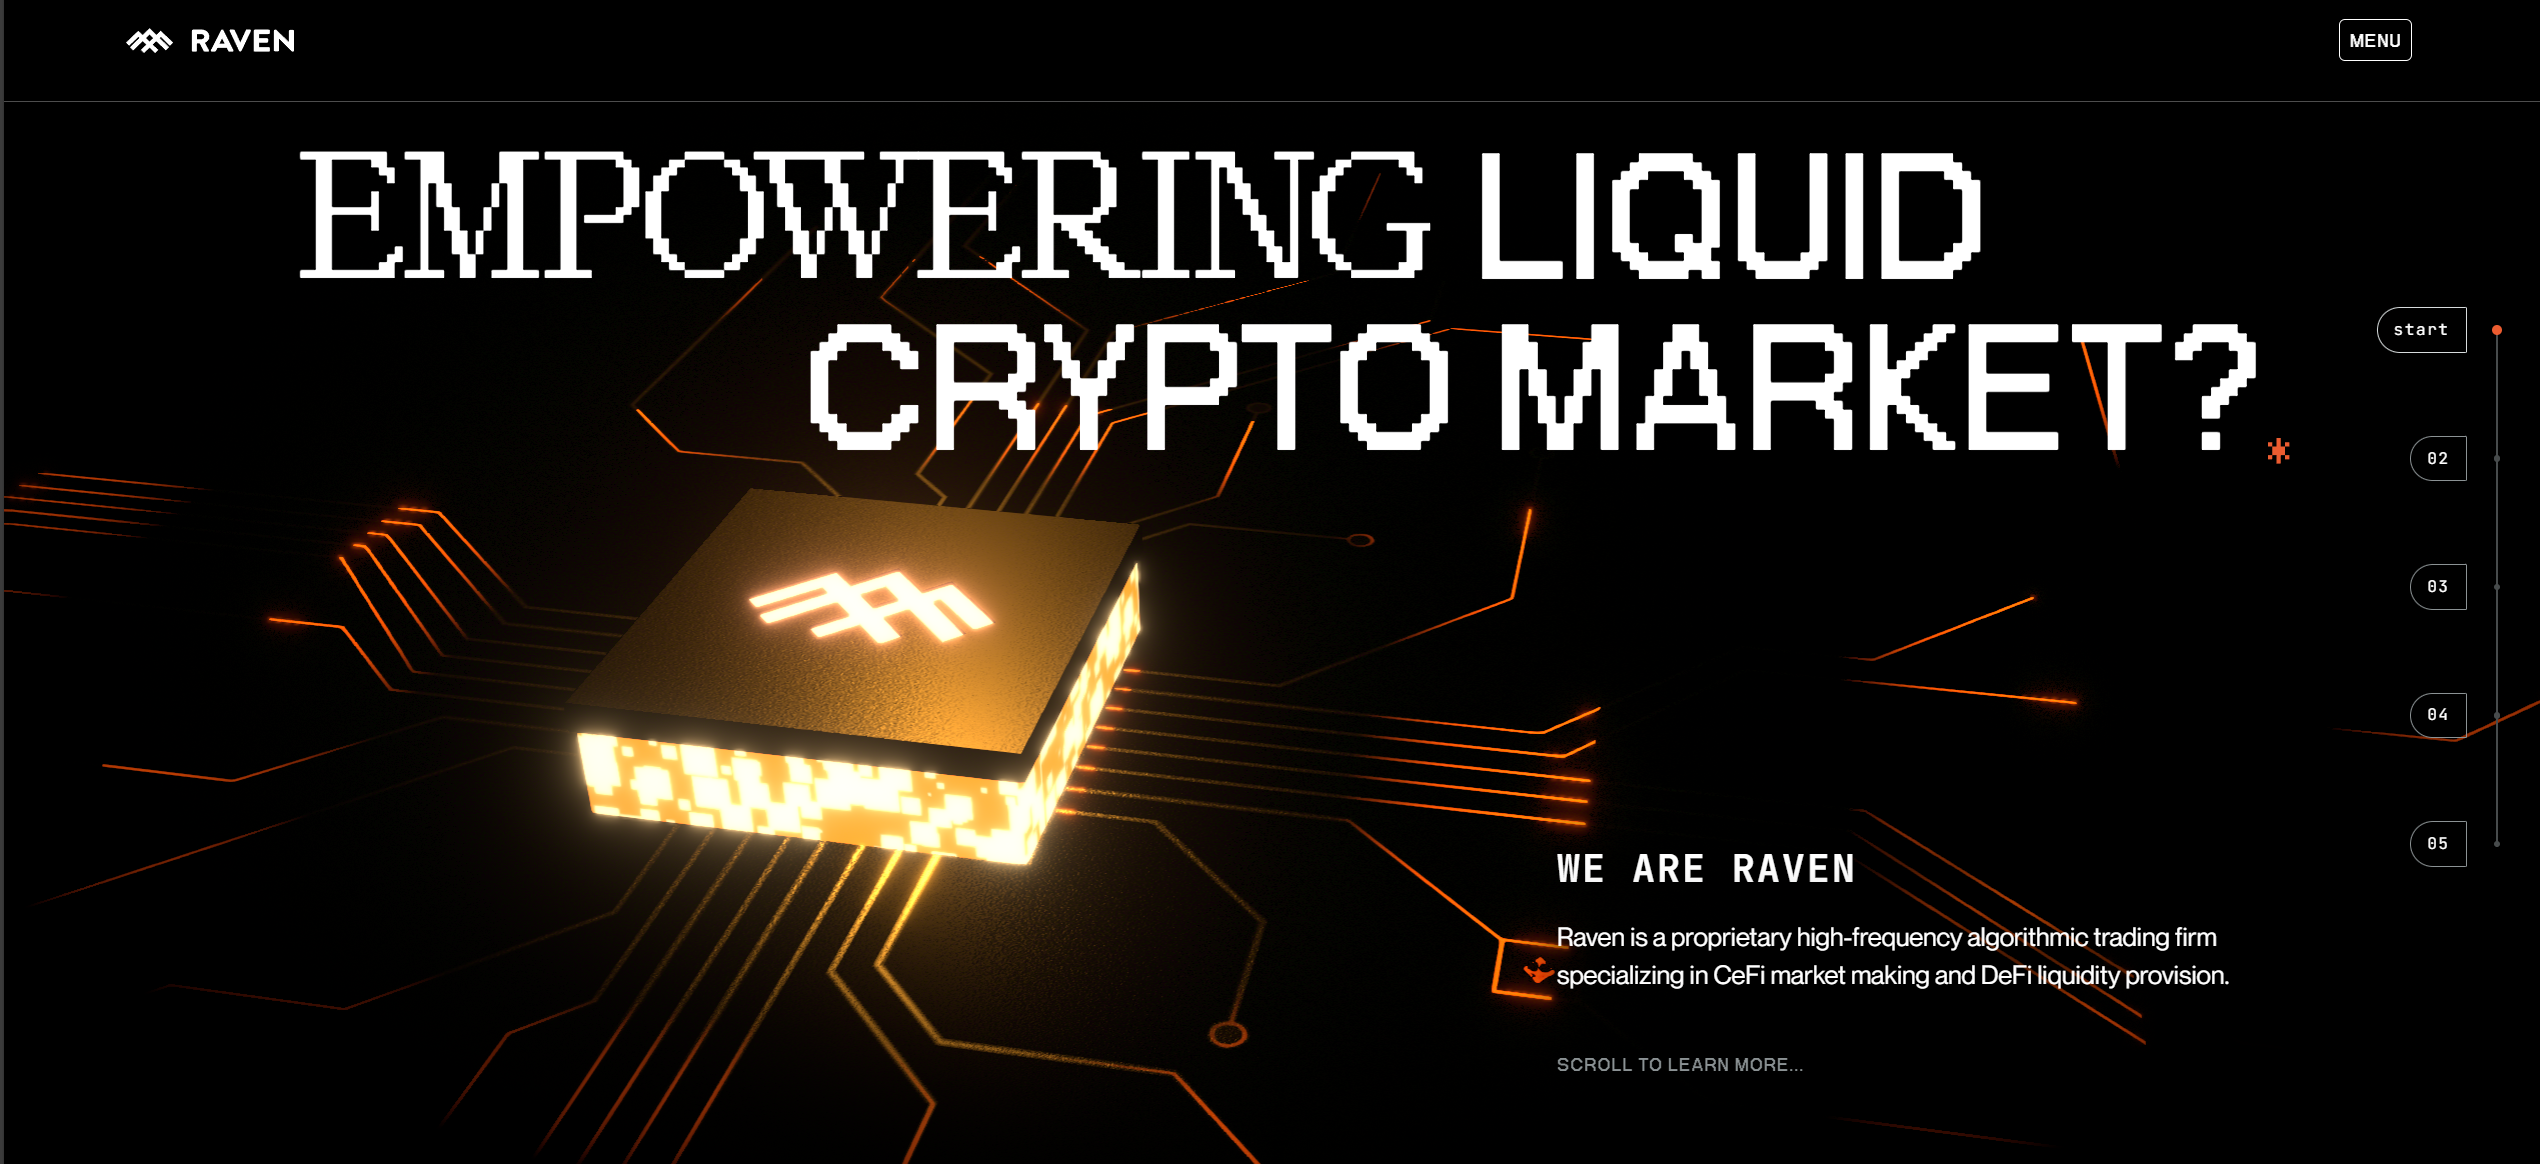 RAVEN
MENU
EMPOWERING LIQUID
CRYPTO MARKET?
start
02
03
04
05
WE ARE RAVEN
Raven is a proprietary high-frequency algorithmic trading firm
specializing in CeFi market making and DeFi liquidity provision.
SCROLL TO LEARN MORE...